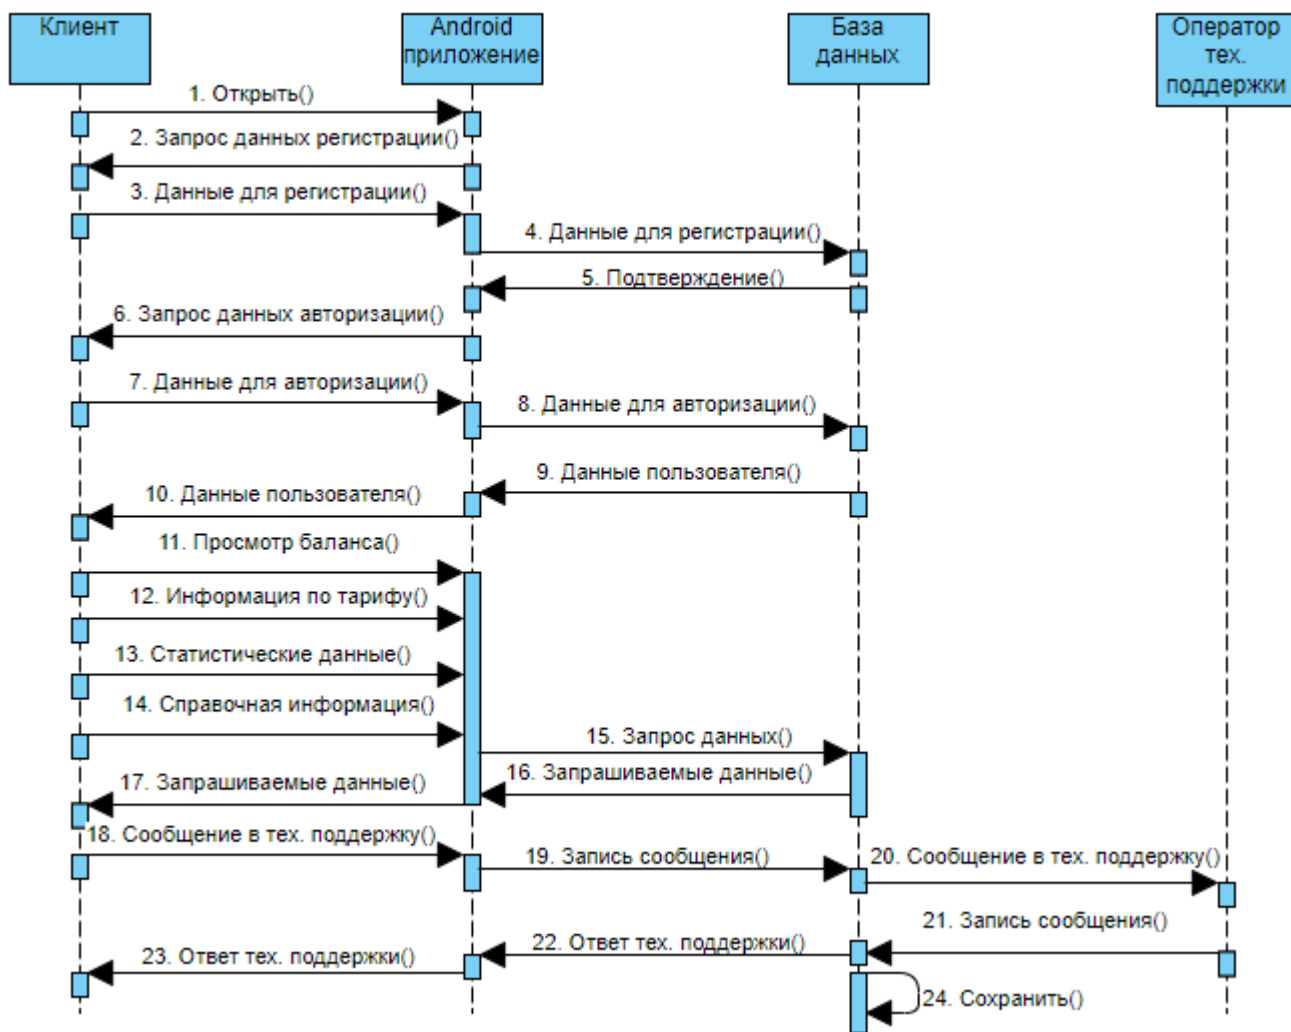 Клиент
Android
приложение
База
данных
Оператор
тех.
поддержки
1. Открыть()
2. Запрос данных регистрации()
3. Данные для регистрации()
4. Данные для регистрации()
5. Подтверждение()
6. Запрос данных авторизации()
7. Данные для авторизации()
8. Данные для авторизации()
9. Данные пользователя()
10. Данные пользователя()
11. Просмотр баланса()
12. Информация по тарифу()
13. Статистические данные()
14. Справочная информация()
15. Запрос данных()
16. Запрашиваемые данные()
17. Запрашиваемые данные()
18. Сообщение в тех. поддержку()
19. Запись сообщения()
20. Сообщение в тех. поддержку()
21. Запись сообщения()
22. Ответ тех. поддержки()
23. Ответ тех. поддержки()
24. Сохранить()